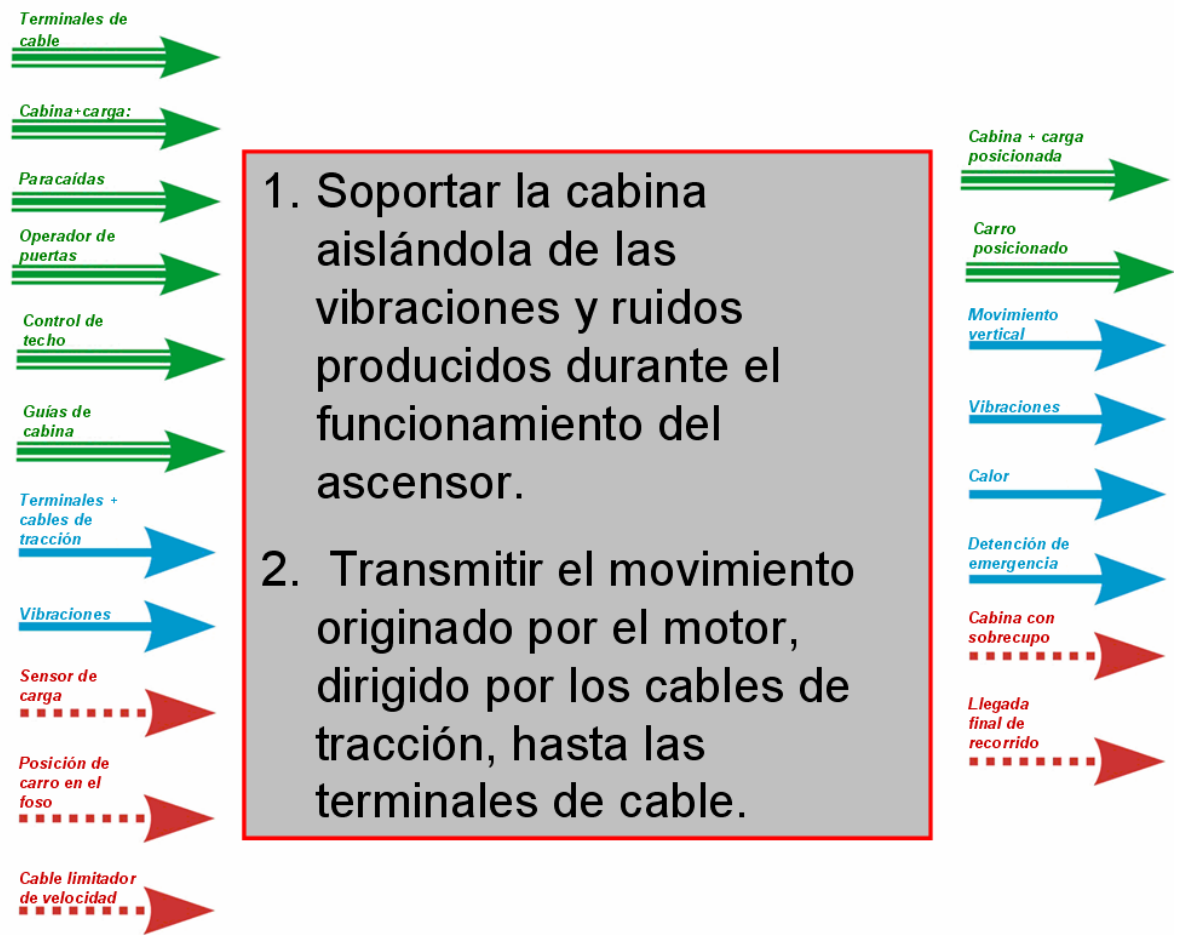 Terminales de
cable
Cabina+carga:
Paracaídas
Operador de
puertas
Control de
techo
Guías de
cabina
Terminales +
cables de
tracción
Vibraciones
Sensor de
carga
Posición de
carro en el
foso
Cable limitador
de velocidad
1. Soportar la cabina
aislándola de las
vibraciones y ruidos
producidos durante el
funcionamiento del
ascensor.
2. Transmitir el movimiento
originado por el motor,
dirigido por los cables de
tracción, hasta las
terminales de cable.
Cabina + carga
posicionada
Carro
posicionado
Movimiento
vertical
Vibraciones
Calor
Detención de
emergencia
Cabina con
sobrecupo
Llegada
final de
recorrido